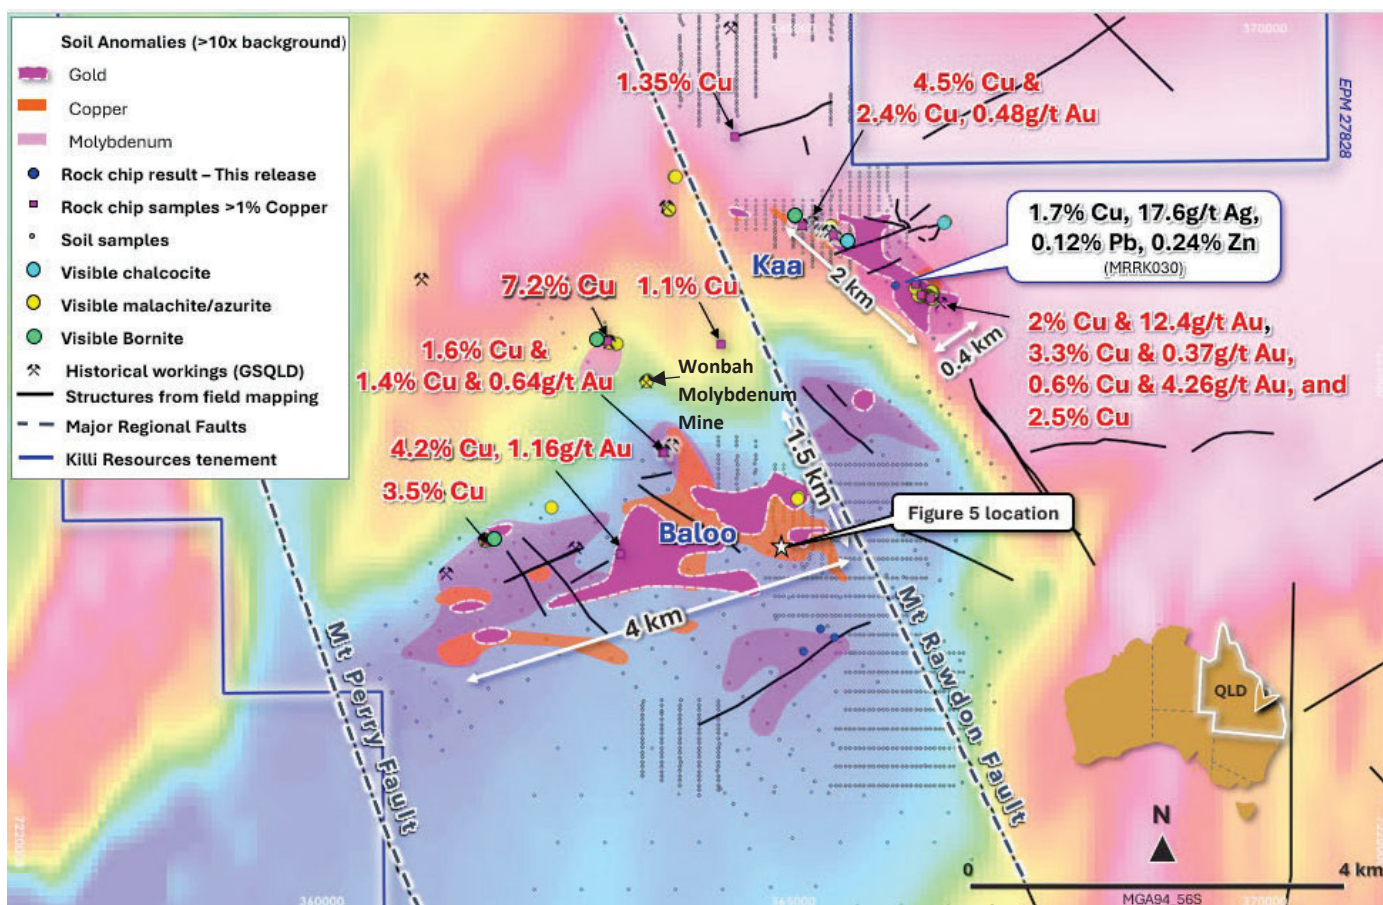 Soil Anomalies (>10x background)
Gold
Copper
Molybdenum
Rock chip result – This release
Rock chip samples >1% Copper
Soil samples
Visible chalcocite
Visible malachite/azurite
Visible Bornite
Historical workings (GSQLD)
Structures from field mapping
Major Regional Faults
Killi Resources tenement
370000
EPM 27828
1.35% Cu
4.5% Cu &
2.4% Cu, 0.48g/t Au
1.7% Cu, 17.6g/t Ag,
0.12% Pb, 0.24% Zn
(MRRK030)
Kaa
2 km
0.4 km
7.2% Cu
1.1% Cu
2% Cu & 12.4g/t Au,
3.3% Cu & 0.37g/t Au,
0.6% Cu & 4.26g/t Au, and
2.5% Cu
1.6% Cu &
1.4% Cu & 0.64g/t Au
Wonbah
Molybdenum
Mine
4.2% Cu, 1.16g/t Au
3.5% Cu
1.5 km
Figure 5 location
Baloo
4 km
Mt Perry Fault
Mt Rawdon Fault
QLD
N
0
4 km
MGA94_56S
360000
365000
370000